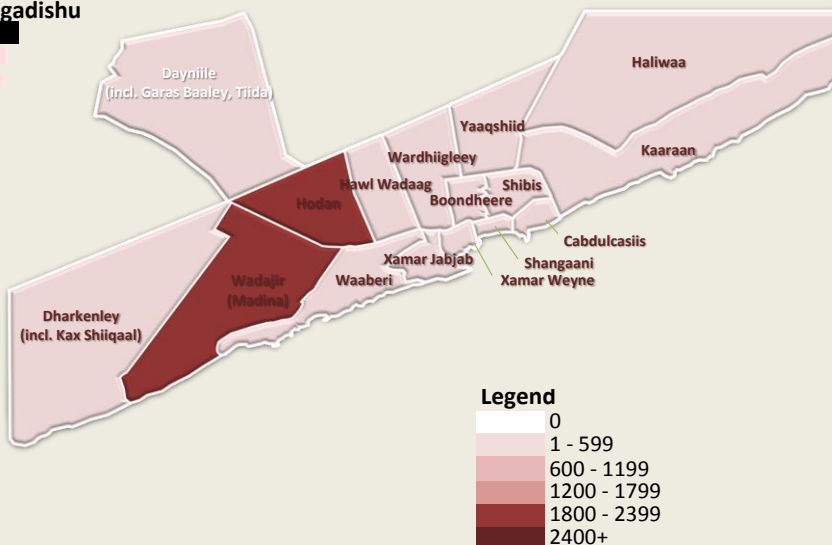 gadishu
Haliwaa
Dayniile
(incl. Garas Baaley, Tiida)
Yaaqshiid
Kaaraan
Wardhiigleey
Hawl Wadaag
Shibis
Boondheere
Hodan
Cabdulcasiis
Xamar Jabjab
Shangaani
Waaberi
Xamar Weyne
Wadajir
(Madina)
Dharkenley
(incl. Kax Shiiqaal)
Legend
0
1 - 599
600 - 1199
1200 - 1799
1800 - 2399
2400+